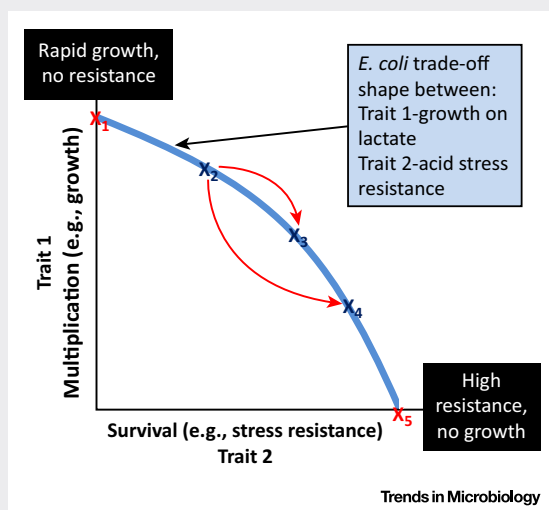 Rapid growth,
no resistance
E. coli trade-off
shape between:
Trait 1-growth on
lactate
Trait 2-acid stress
resistance
X1
X2
X3
X4
X5
Trait 1
Multiplication (e.g., growth)
High
resistance,
no growth
Survival (e.g., stress resistance)
Trait 2
Trends in Microbiology